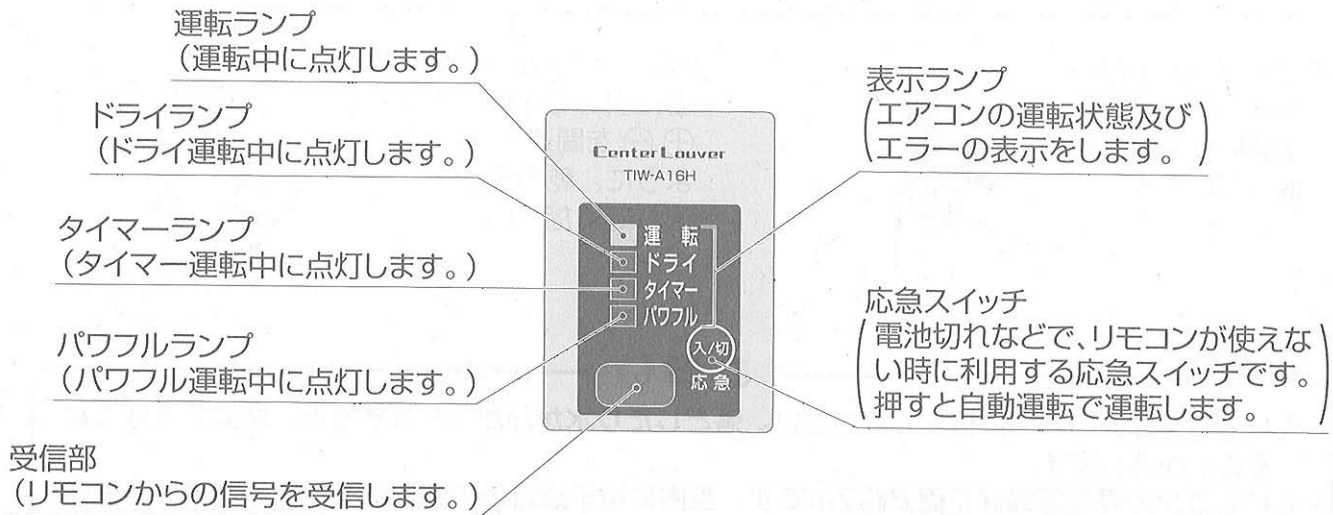 運転ランプ
（運転中に点灯します。）
ドライランプ
（ドライ運転中に点灯します。）
タイマーランプ
（タイマー運転中に点灯します。）
パワフルランプ
（パワフル運転中に点灯します。）
受信部
（リモコンからの信号を受信します。）
Center Louver
TIW-A16H
運 転
ドライ
タイマー
パワフル
入/切
応急
表示ランプ
（エアコンの運転状態及び
エラーの表示をします。）
応急スイッチ
（電池切れなどで、リモコンが使えな
い時に利用する応急スイッチです。
押すと自動運転で運転します。）